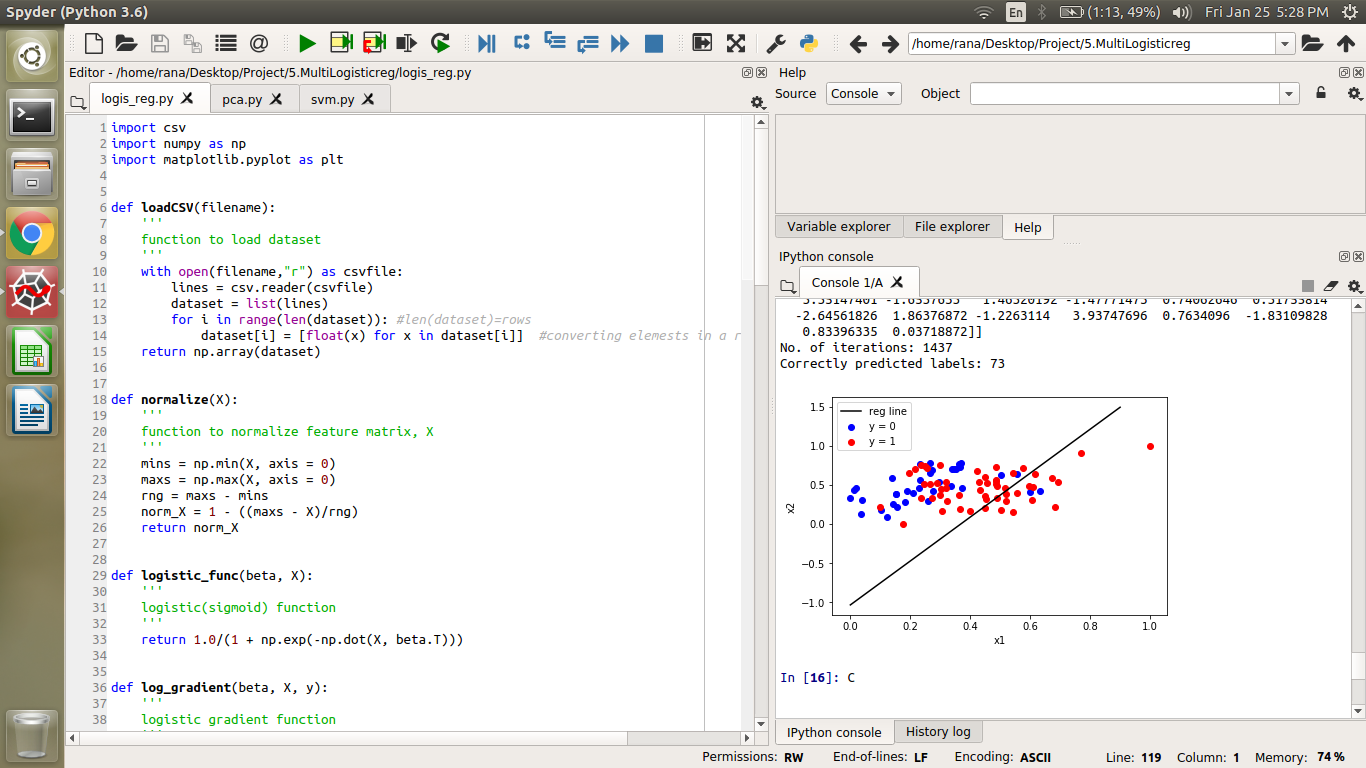 Spyder (Python 3.6)
En
(1:13, 49%)
Fri Jan 25 5:28 PM
/home/rana/Desktop/Project/5.MultiLogisticreg
Editor - /home/rana/Desktop/Project/5.MultiLogisticreg/logis_reg.py
logis_reg.py
pca.py
svm.py
1 import csv
2 import numpy as np
3 import matplotlib.pyplot as plt
4
5
6 def loadCSV(filename):
7 '''
8 function to load dataset
9 '''
10 with open(filename,"r") as csvfile:
11 lines = csv.reader(csvfile)
12 dataset = list(lines)
13 for i in range(len(dataset)): #len(dataset)=rows
14 dataset[i] = [float(x) for x in dataset[i]] #converting elemests in a r
15 return np.array(dataset)
16
17
18 def normalize(X):
19 '''
20 function to normalize feature matrix, X
21 '''
22 mins = np.min(X, axis = 0)
23 maxs = np.max(X, axis = 0)
24 rng = maxs - mins
25 norm_X = 1 - ((maxs - X)/rng)
26 return norm_X
27
28
29 def logistic_func(beta, X):
30 '''
31 logistic(sigmoid) function
32 '''
33 return 1.0/(1 + np.exp(-np.dot(X, beta.T)))
34
35
36 def log_gradient(beta, X, y):
37 '''
38 logistic gradient function
Help
Source Console Object
Variable explorer File explorer Help
IPython console
Console 1/A
-2.64561826 1.86376872 -1.2263114 3.93747696 0.7634096 -1.83109828
0.83396335 0.03718872]]
No. of iterations: 1437
Correctly predicted labels: 73
reg line
y = 0
y = 1
1.5
1.0
0.5
0.0
−0.5
−1.0
x2
0.0 0.2 0.4 0.6 0.8 1.0
x1
In [16]: C
IPython console History log
Permissions: RW End-of-lines: LF Encoding: ASCII Line: 119 Column: 1 Memory: 74 %